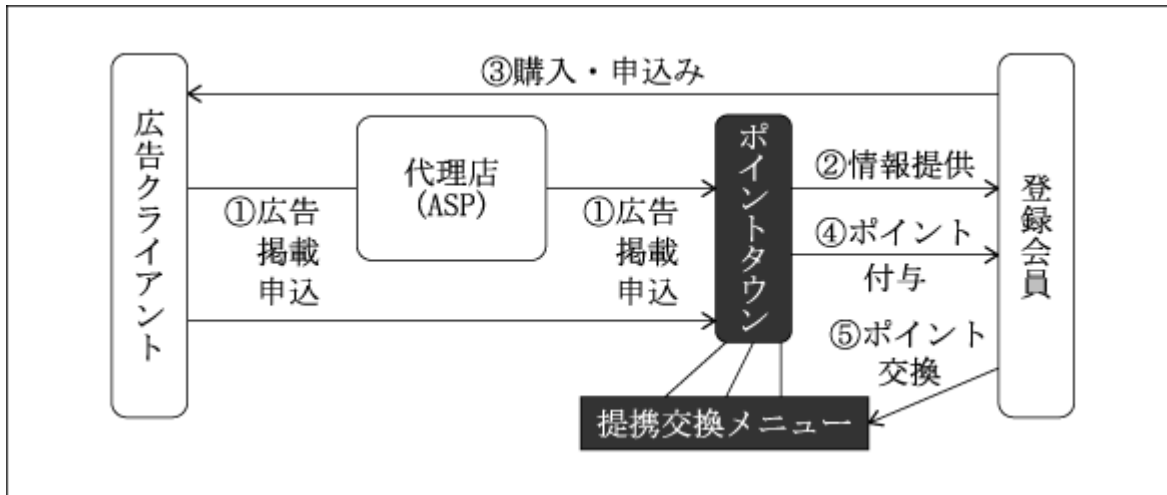 ③購入・申込み
広告クライアント
代理店
(ASP)
①広告
掲載
申込
①広告
掲載
申込
ポイントタウン
②情報提供
④ポイント
付与
⑤ポイント
交換
登録会員
提携交換メニュー